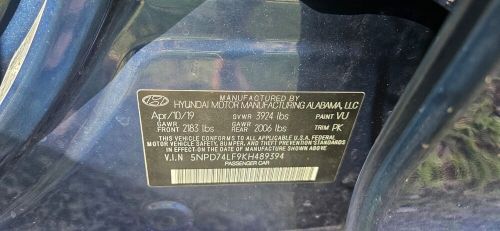 MANUFACTURED BY
HYUNDAI MOTOR MANUFACTURING ALABAMA, LLC
Apr/10/19 GVWR 3924 lbs PAINT VU
GAWR FRONT 2183 lbs GAWR REAR 2006 lbs TRIM PK
THIS VEHICLE CONFORMS TO ALL APPLICABLE U.S.A. FEDERAL
MOTOR VEHICLE SAFETY, BUMPER, AND THEFT PREVENTION STANDARDS
IN EFFECT ON THE DATE OF MANUFACTURE SHOWN ABOVE.
V.I.N 5NPD74LF9KH489394
PASSENGER CAR